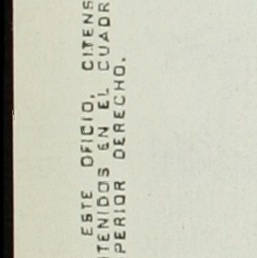 ESTE OFICIO, CITENS
TENIDOS EN EL CUADR
PERIOR DERECHO.